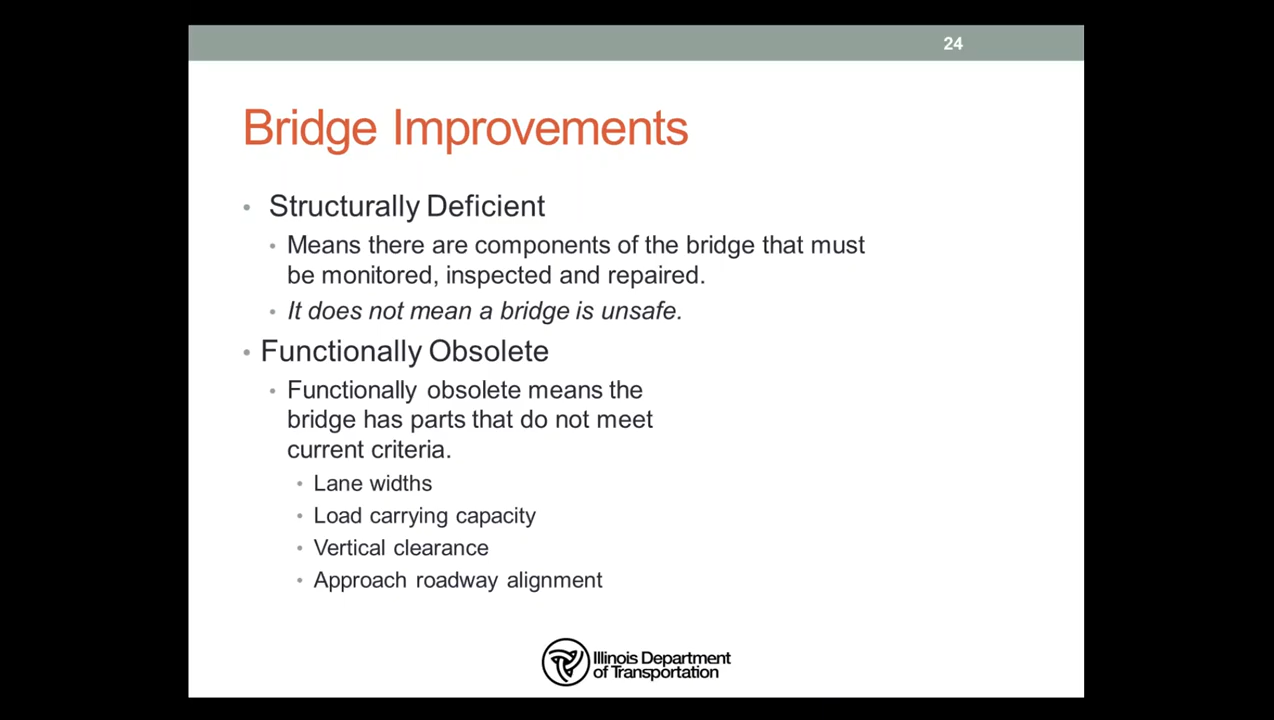 24
Bridge Improvements
• Structurally Deficient
• Means there are components of the bridge that must
be monitored, inspected and repaired.
• It does not mean a bridge is unsafe.
• Functionally Obsolete
• Functionally obsolete means the
bridge has parts that do not meet
current criteria.
• Lane widths
• Load carrying capacity
• Vertical clearance
• Approach roadway alignment
Illinois Department
of Transportation